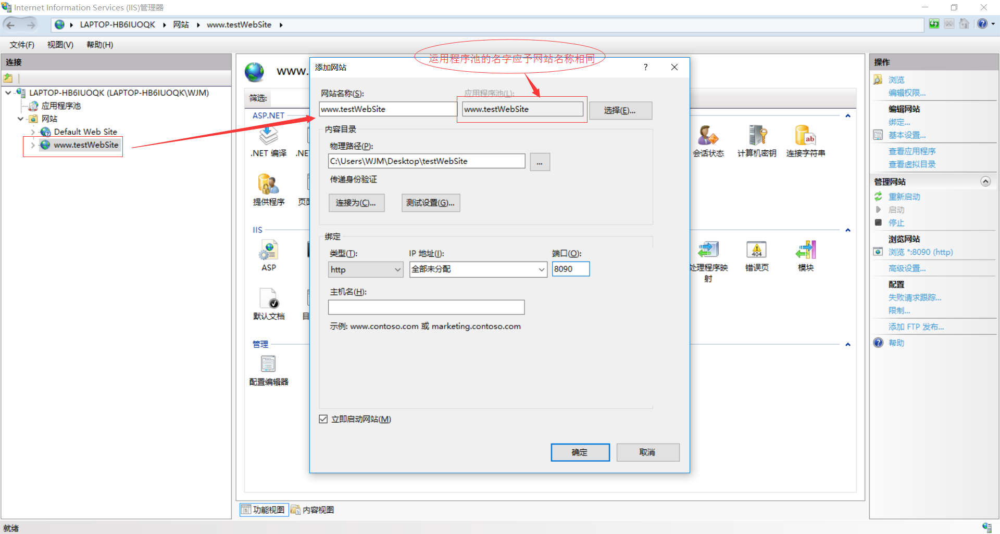 Internet Information Services (IIS)管理器
LAPTOP-HB6IUOQK
网站
www.testWebSite
文件(F)
视图(V)
帮助(H)
连接
LAPTOP-HB6IUOQK (LAPTOP-HB6IUOQK\WJM)
应用程序池
网站
Default Web Site
www.testWebSite
www.
筛选:
ASP.NET
.NET 编译
.NE
会话状态
计算机密钥
连接字符串
提供程序
页面
IIS
ASP
处理程序映
射
错误页
模块
默认文档
目
管理
配置编辑器
运用程序池的名字应予网站名称相同
添加网站
?
网站名称(S):
应用程序池(L):
www.testWebSite
www.testWebSite
选择(E)...
内容目录
物理路径(P):
C:\Users\WJM\Desktop\testWebSite
...
传递身份验证
连接为(C)...
测试设置(G)...
绑定
类型(T):
IP 地址(I):
端口(O):
http
全部未分配
8090
主机名(H):
示例: www.contoso.com 或 marketing.contoso.com
立即启动网站(M)
确定
取消
操作
浏览
编辑权限...
编辑网站
绑定...
基本设置...
查看应用程序
查看虚拟目录
管理网站
重新启动
启动
停止
浏览网站
浏览 *:8090 (http)
高级设置...
配置
失败请求跟踪...
限制...
添加 FTP 发布...
帮助
功能视图
内容视图
就绪